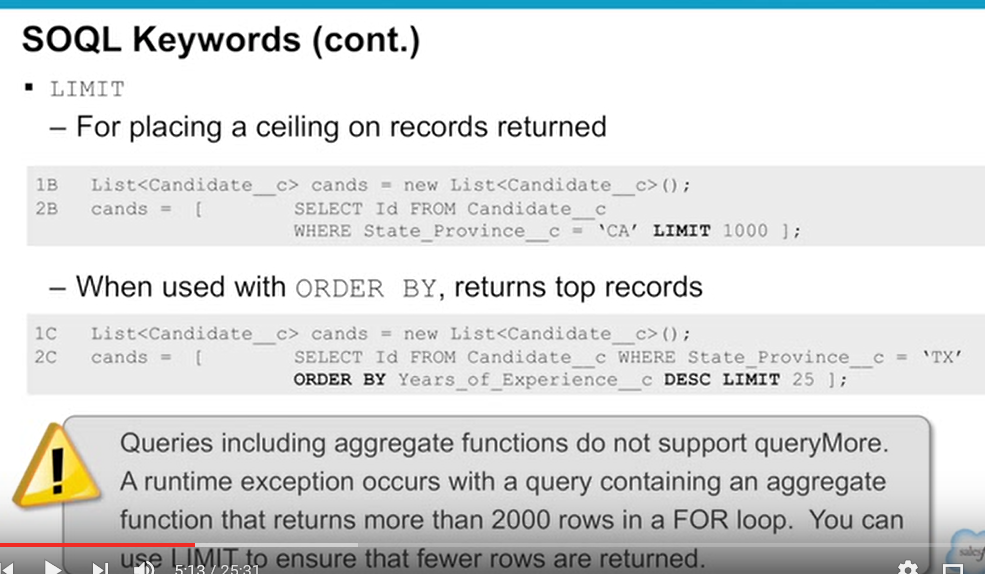 SOQL Keywords (cont.)
▪ LIMIT
– For placing a ceiling on records returned
1B List<Candidate__c> cands = new List<Candidate__c>();
2B cands = [ SELECT Id FROM Candidate__c
WHERE State_Province__c = ‘CA’ LIMIT 1000 ];
– When used with ORDER BY, returns top records
1C List<Candidate__c> cands = new List<Candidate__c>();
2C cands = [ SELECT Id FROM Candidate__c WHERE State_Province__c = ‘TX’
ORDER BY Years_of_Experience__c DESC LIMIT 25 ];
!
Queries including aggregate functions do not support queryMore.
A runtime exception occurs with a query containing an aggregate
function that returns more than 2000 rows in a FOR loop. You can
use LIMIT to ensure that fewer rows are returned.
5:13 / 25:31